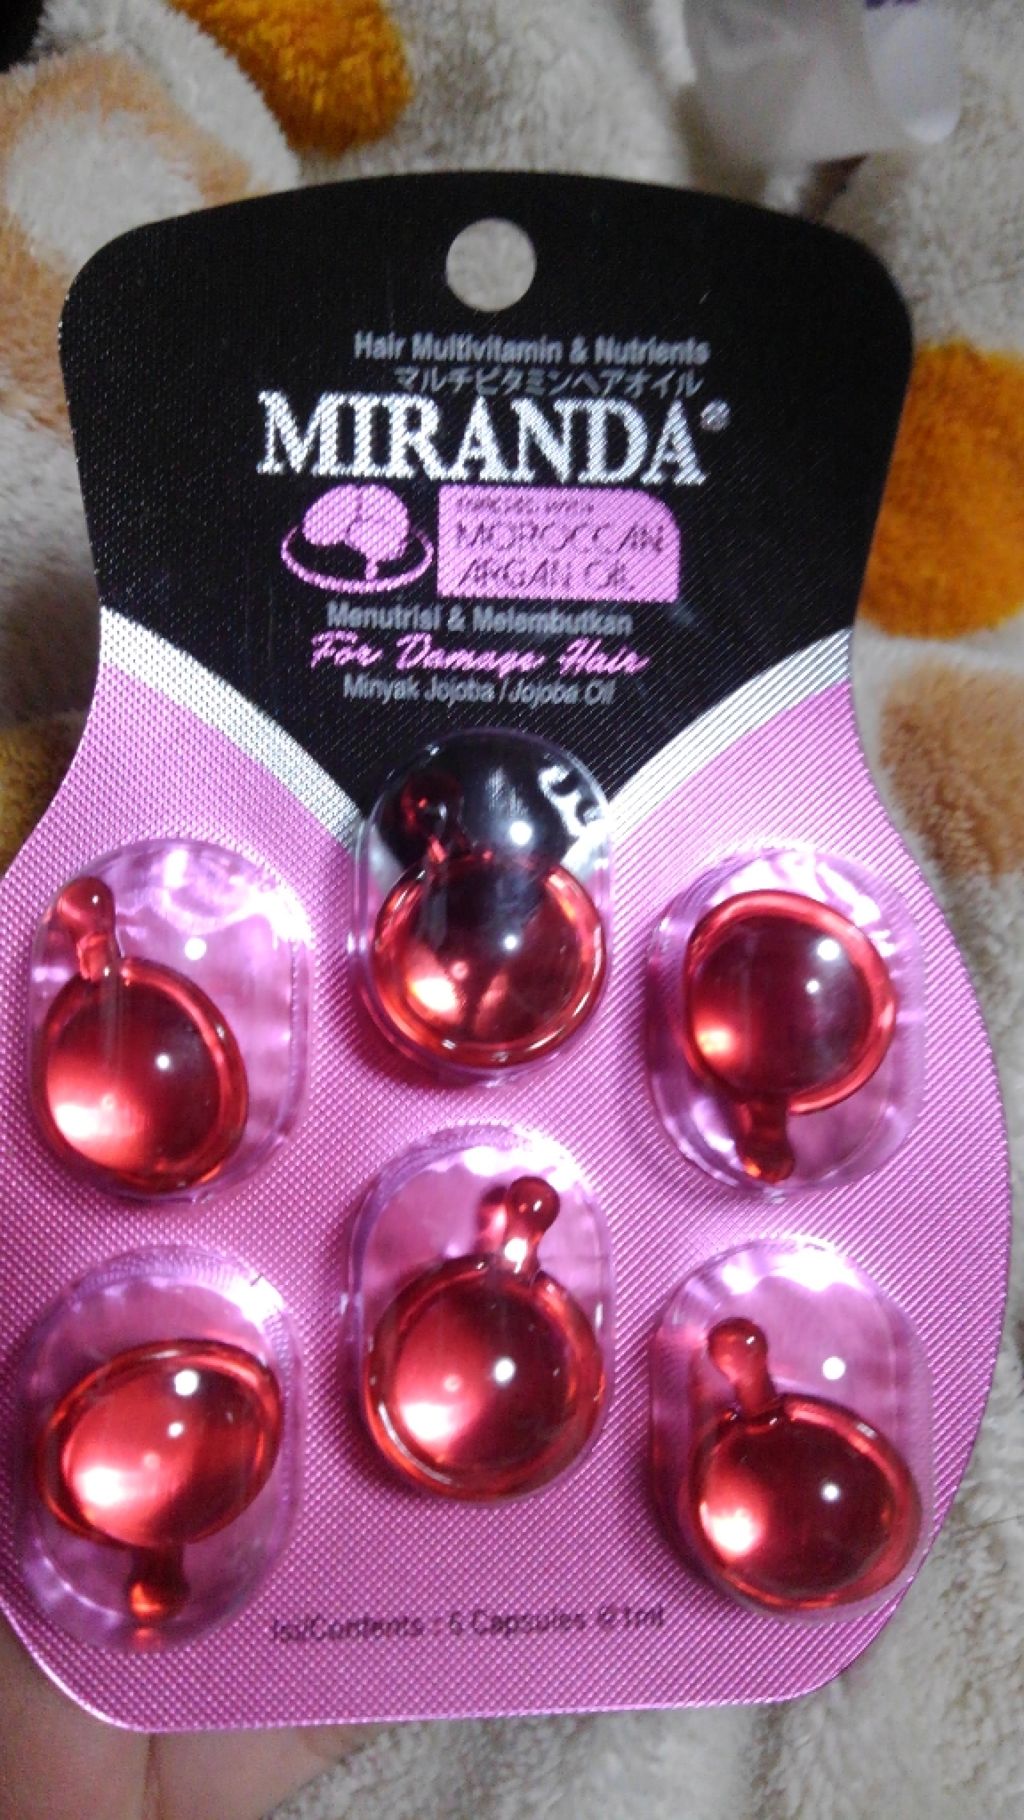 Hair Multivitamin & Nutrients
マルチビタミンヘアオイル
MIRANDA®
MOROCCAN
ARGAN OIL
Menutrisi & Melembutkan
For Damage Hair
Minyak Jojoba / Jojoba Oil
Isi/Contents : 6 Capsules @1ml